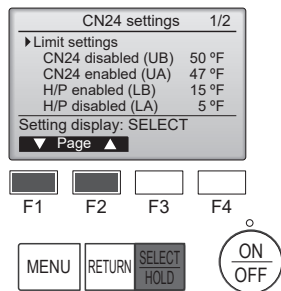 CN24 settings 1/2
Limit settings
CN24 disabled (UB) 50 ºF
CN24 enabled (UA) 47 ºF
H/P enabled (LB) 15 ºF
H/P disabled (LA) 5 ºF
Setting display: SELECT
▼ Page ▲
F1 F2 F3 F4
MENU RETURN SELECT
HOLD
ON
OFF